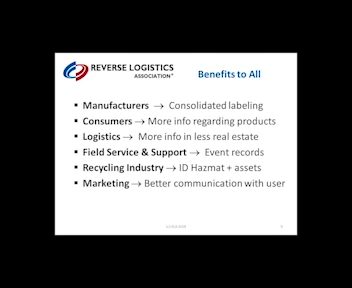 REVERSE LOGISTICS
ASSOCIATION®
Benefits to All
▪ Manufacturers → Consolidated labeling
▪ Consumers → More info regarding products
▪ Logistics → More info in less real estate
▪ Field Service & Support → Event records
▪ Recycling Industry → ID Hazmat + assets
▪ Marketing → Better communication with user